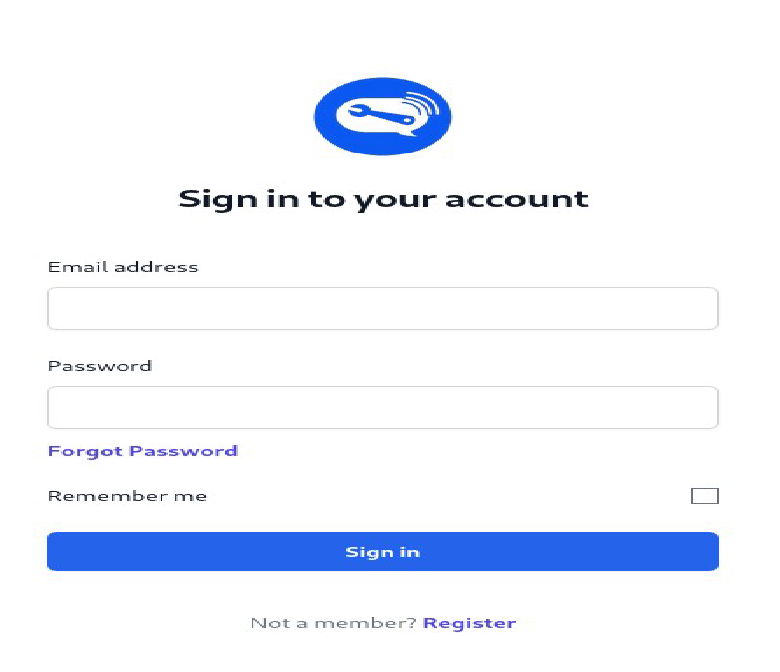 Sign in to your account
Email address
Password
Forgot Password
Remember me
Sign in
Not a member? Register